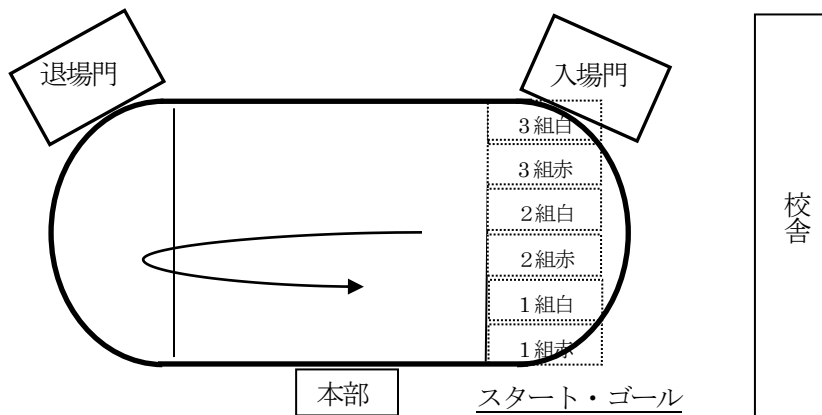 退場門
入場門
3組白
3組赤
2組白
2組赤
1組白
1組赤
校舎
本部
スタート・ゴール